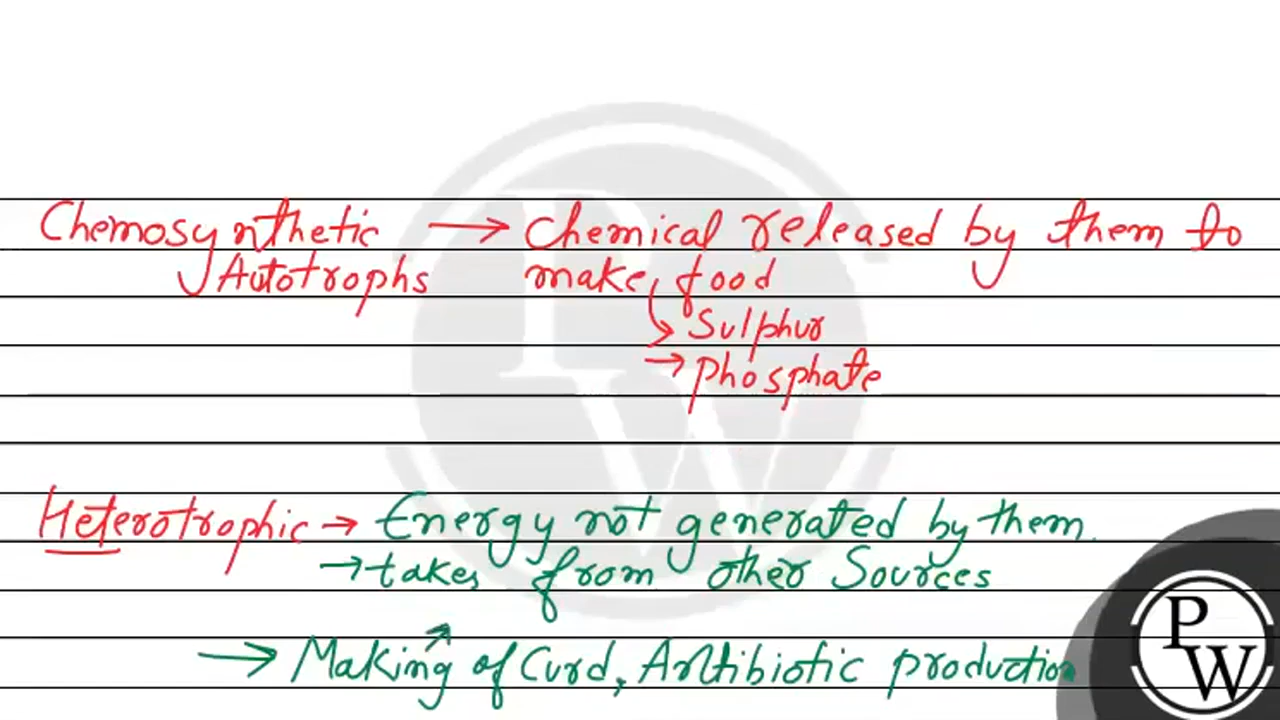 Chemosynthetic → Chemical released by them to
Autotrophs make food
→ Sulphur
→ Phosphate
Heterotrophic → Energy not generated by them.
→ takes from other Sources
→ Making of Curd, Antibiotic production
PW